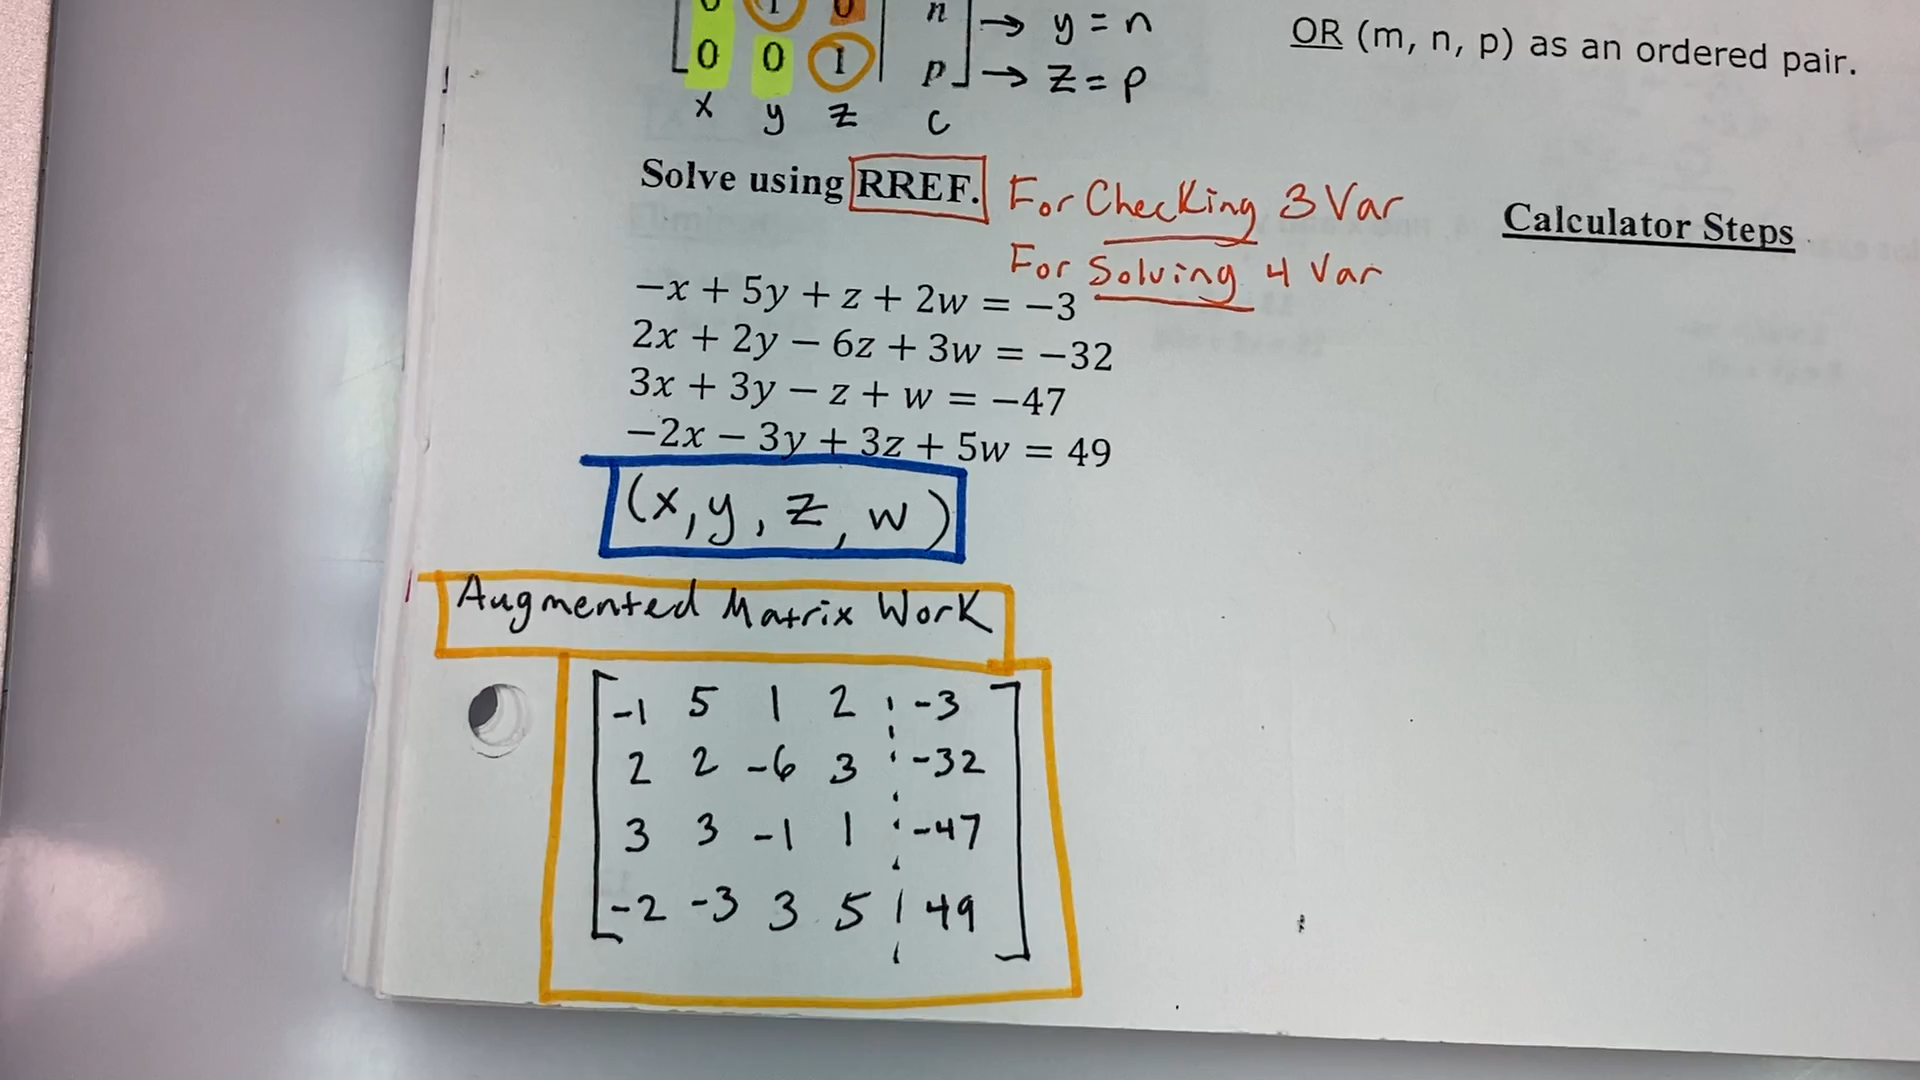 0 1 0 n → y = n
0 0 1 p → z = p
x y z c
OR (m, n, p) as an ordered pair.
Solve using RREF. For Checking 3 Var
For Solving 4 Var
Calculator Steps
−x + 5y + z + 2w = −3
2x + 2y − 6z + 3w = −32
3x + 3y − z + w = −47
−2x − 3y + 3z + 5w = 49
(x, y, z, w)
Augmented Matrix Work
-1 5 1 2 -3
2 2 -6 3 -32
3 3 -1 1 -47
-2 -3 3 5 49